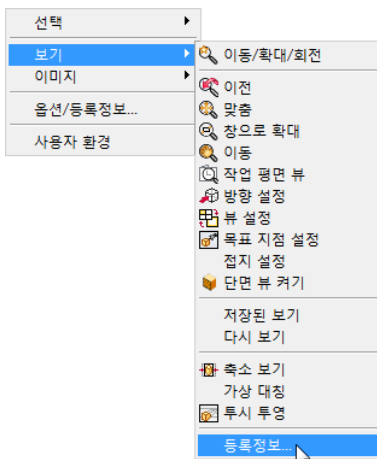 선택
보기
이미지
옵션/등록정보...
사용자 환경
이동/확대/회전
이전
맞춤
창으로 확대
이동
작업 평면 뷰
방향 설정
뷰 설정
목표 지점 설정
접지 설정
단면 뷰 켜기
저장된 보기
다시 보기
축소 보기
가상 대칭
투시 투영
등록정보...